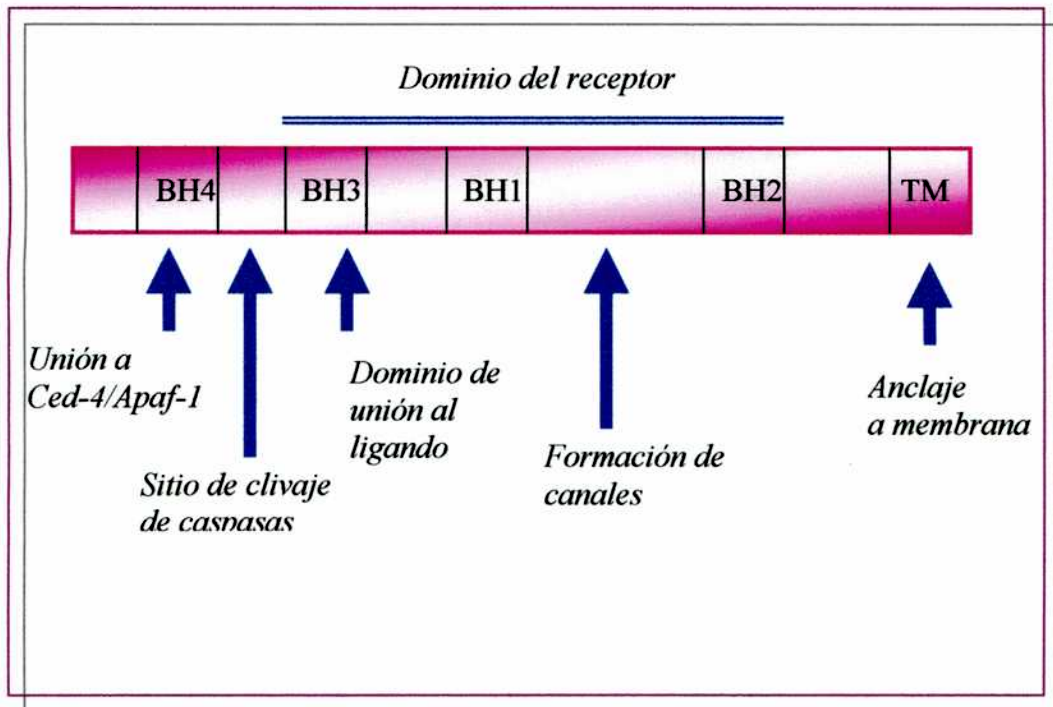 Dominio del receptor
BH4 BH3 BH1 BH2 TM
Unión a
Ced-4/Apaf-1
Sitio de clivaje
de caspasas
Dominio de
unión al
ligando
Formación de
canales
Anclaje
a membrana